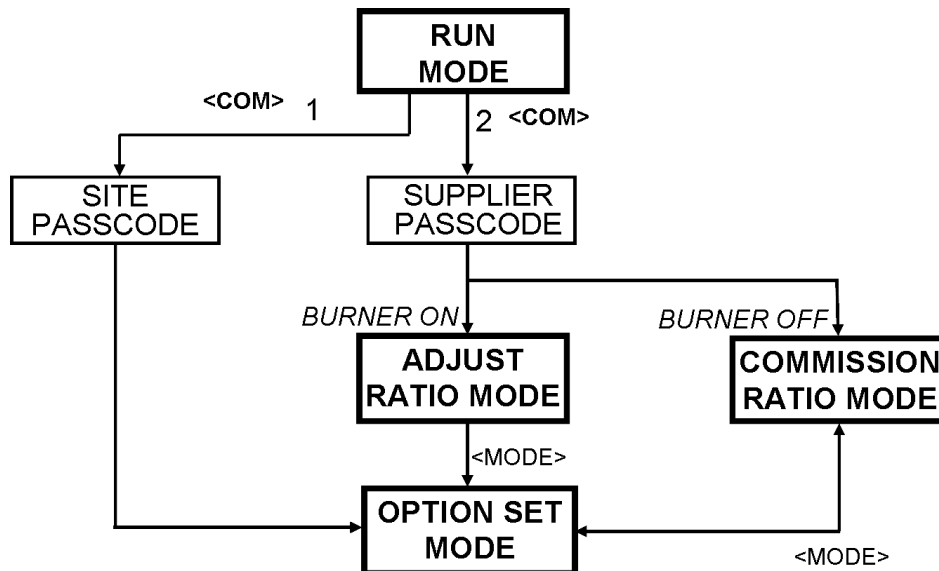 RUN
MODE
<COM> 1
2 <COM>
SITE
PASSCODE
SUPPLIER
PASSCODE
BURNER ON
BURNER OFF
ADJUST
RATIO MODE
COMMISSION
RATIO MODE
<MODE>
OPTION SET
MODE
<MODE>